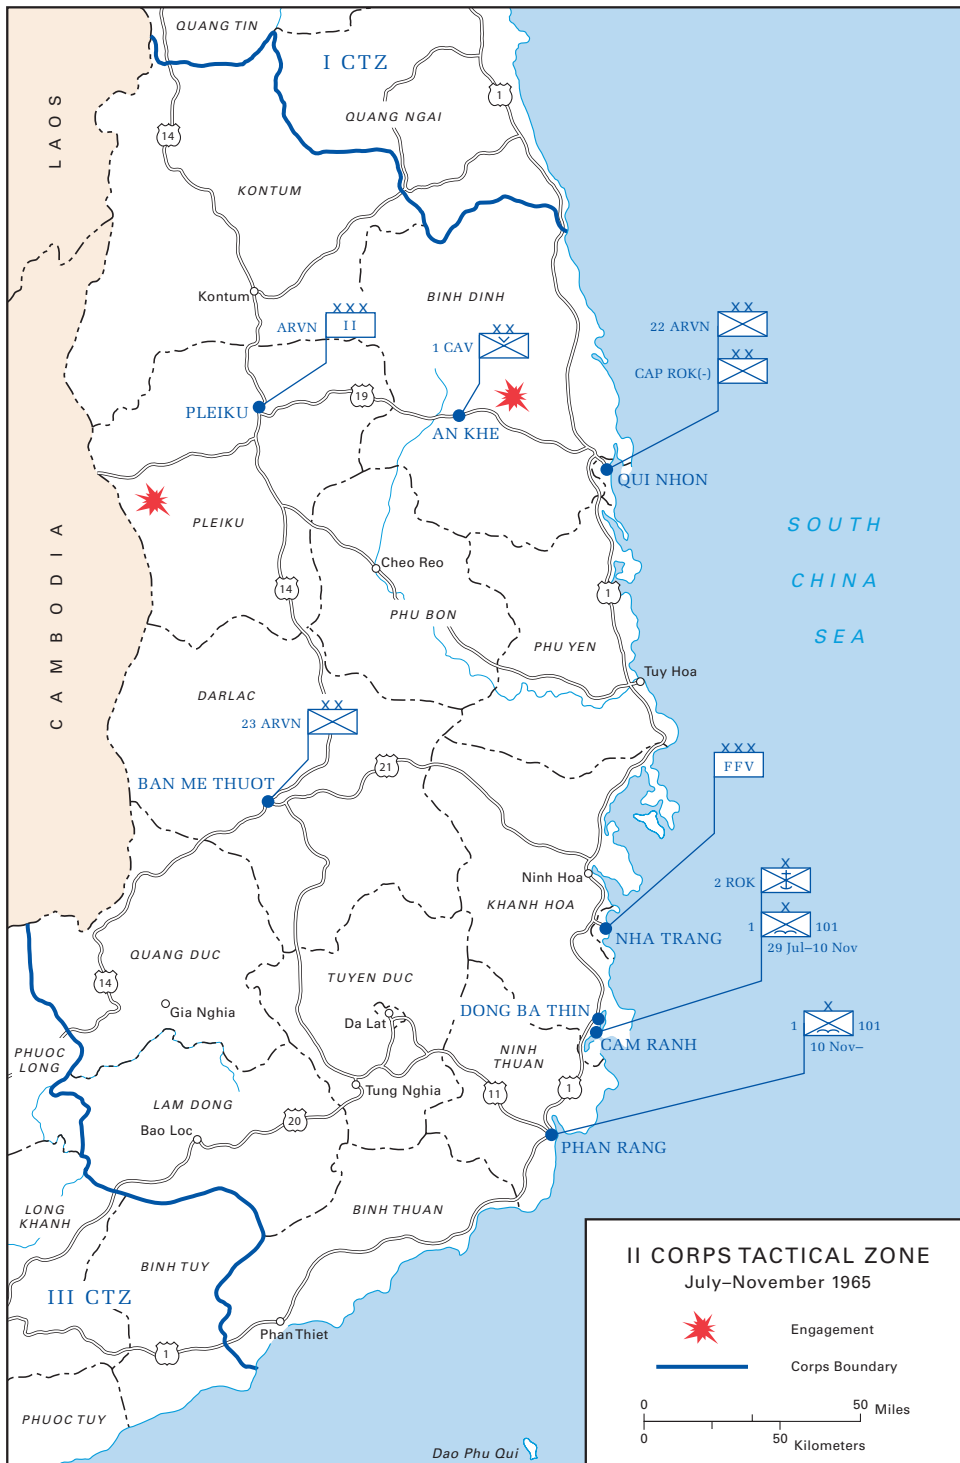 QUANG TIN
I CTZ
LAOS
1
QUANG NGAI
14
KONTUM
Kontum
BINH DINH
X X X
ARVN II
X X
1 CAV
X X
22 ARVN
X X
CAP ROK(-)
19
PLEIKU
AN KHE
QUI NHON
PLEIKU
CAMBODIA
SOUTH
CHINA
SEA
Cheo Reo
14
1
PHU BON
PHU YEN
Tuy Hoa
DARLAC
X X
23 ARVN
X X X
FFV
21
BAN ME THUOT
Ninh Hoa
X
2 ROK
KHANH HOA
X
1 101
29 Jul–10 Nov
NHA TRANG
QUANG DUC
TUYEN DUC
14
Gia Nghia
Da Lat
DONG BA THIN
CAM RANH
X
1 101
10 Nov–
PHUOC
LONG
NINH
THUAN
Tung Nghia
11
1
LAM DONG
20
Bao Loc
PHAN RANG
LONG
KHANH
BINH THUAN
BINH TUY
III CTZ
Phan Thiet
1
PHUOC TUY
Dao Phu Qui
II CORPS TACTICAL ZONE
July–November 1965
Engagement
Corps Boundary
0 50 Miles
0 50 Kilometers